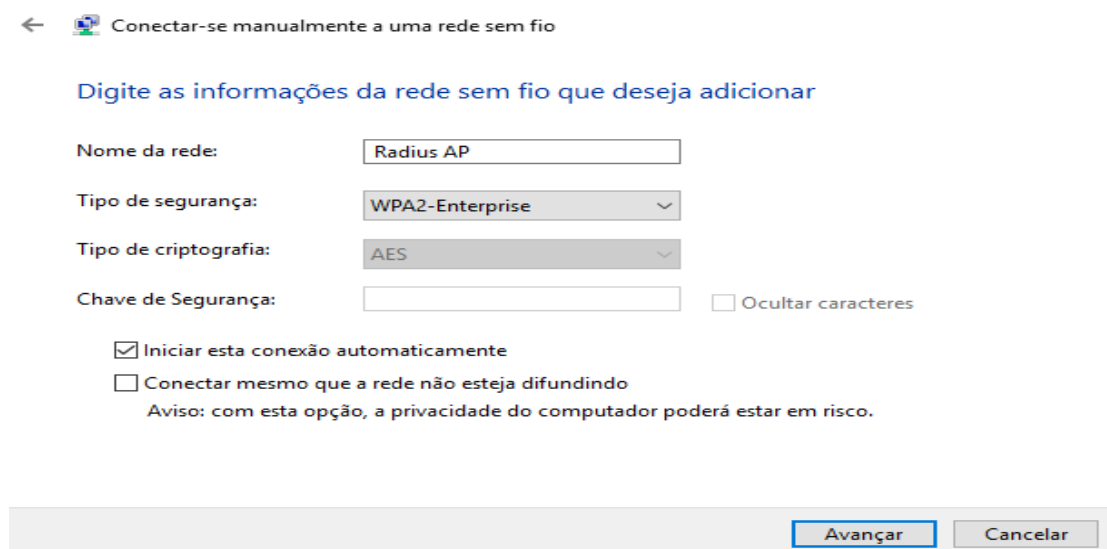 Conectar-se manualmente a uma rede sem fio
Digite as informações da rede sem fio que deseja adicionar
Nome da rede: Radius AP
Tipo de segurança: WPA2-Enterprise
Tipo de criptografia: AES
Chave de Segurança: Ocultar caracteres
Iniciar esta conexão automaticamente
Conectar mesmo que a rede não esteja difundindo
Aviso: com esta opção, a privacidade do computador poderá estar em risco.
Avançar Cancelar